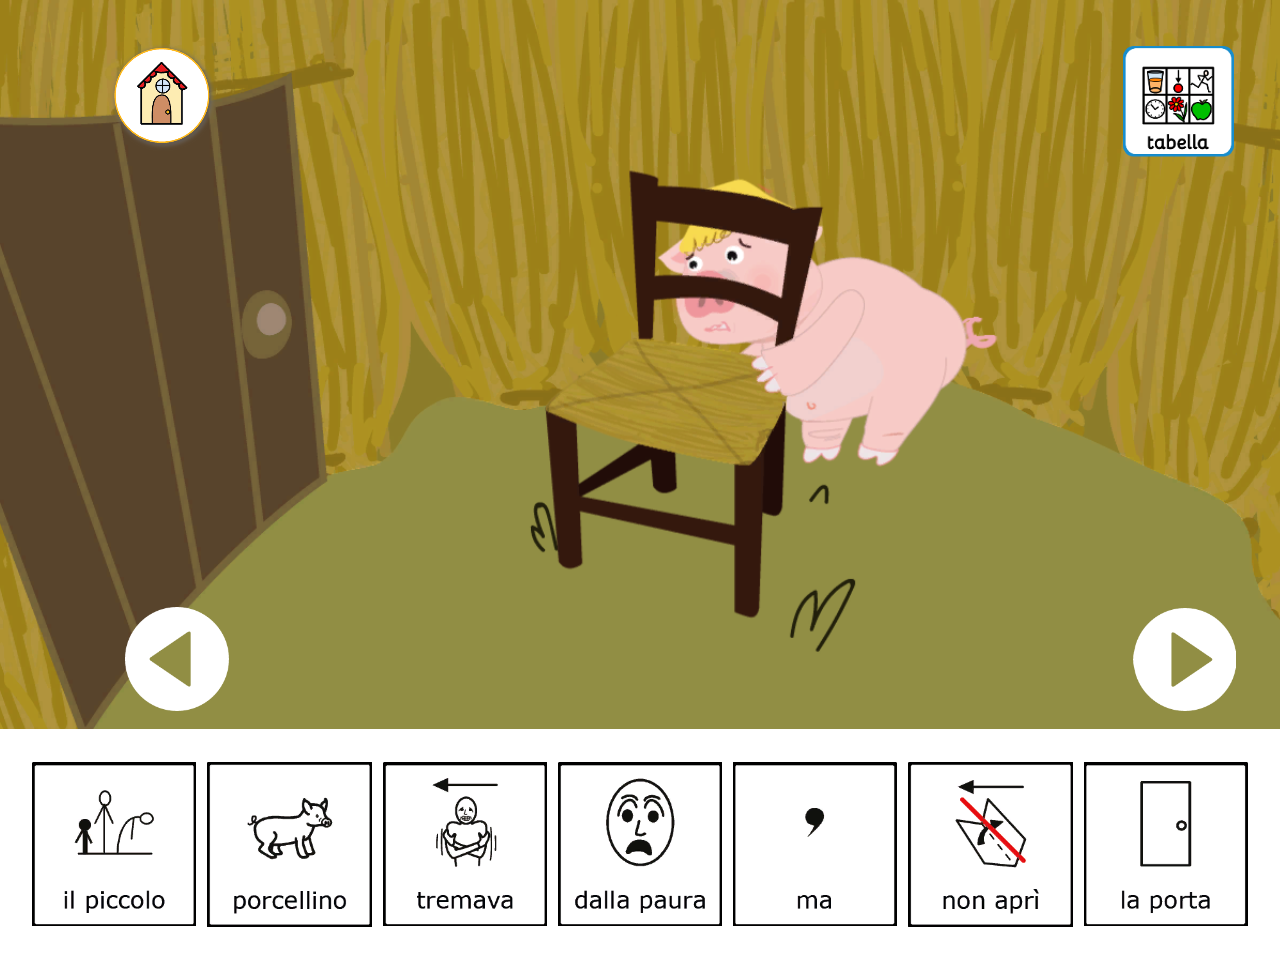 tabella
il piccolo
porcellino
tremava
dalla paura
,
ma
non aprì
la porta